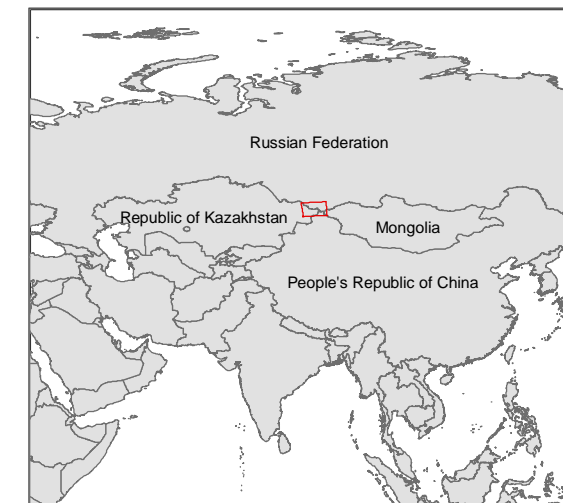 Russian Federation
Republic of Kazakhstan
Mongolia
People's Republic of China